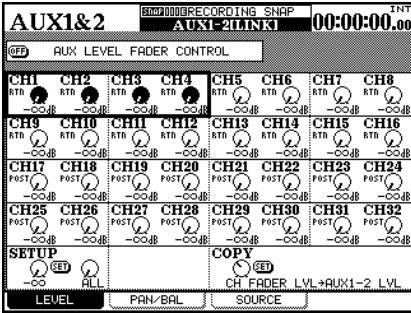 AUX1&2
SNAP000 RECORDING SNAP
AUX1-2[LINK]
INT
00:00:00.00
OFF AUX LEVEL FADER CONTROL
CH1 CH2 CH3 CH4 CH5 CH6 CH7 CH8
RTN RTN RTN RTN RTN RTN RTN RTN
-∞dB -∞dB -∞dB -∞dB -∞dB -∞dB -∞dB -∞dB
CH9 CH10 CH11 CH12 CH13 CH14 CH15 CH16
RTN RTN RTN RTN RTN RTN RTN RTN
-∞dB -∞dB -∞dB -∞dB -∞dB -∞dB -∞dB -∞dB
CH17 CH18 CH19 CH20 CH21 CH22 CH23 CH24
POST POST POST POST POST POST POST POST
-∞dB -∞dB -∞dB -∞dB -∞dB -∞dB -∞dB -∞dB
CH25 CH26 CH27 CH28 CH29 CH30 CH31 CH32
POST POST POST POST POST POST POST POST
-∞dB -∞dB -∞dB -∞dB -∞dB -∞dB -∞dB -∞dB
SETUP COPY
SET SET
-∞ ALL CH FADER LVL→AUX1-2 LVL
LEVEL PAN/BAL SOURCE